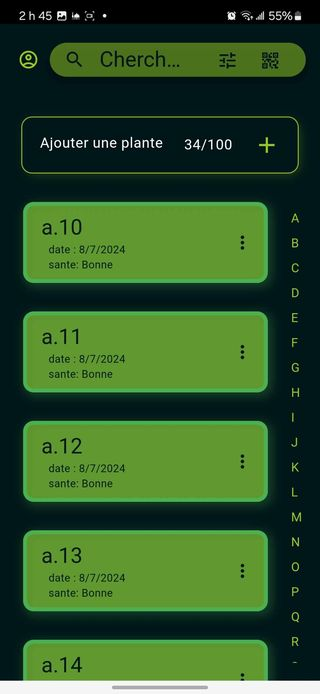 2 h 45
55%
Cherch...
Ajouter une plante 34/100 +
a.10
date : 8/7/2024
sante: Bonne
a.11
date : 8/7/2024
sante: Bonne
a.12
date : 8/7/2024
sante: Bonne
a.13
date : 8/7/2024
sante: Bonne
a.14
A
B
C
D
E
F
G
H
I
J
K
L
M
N
O
P
Q
R